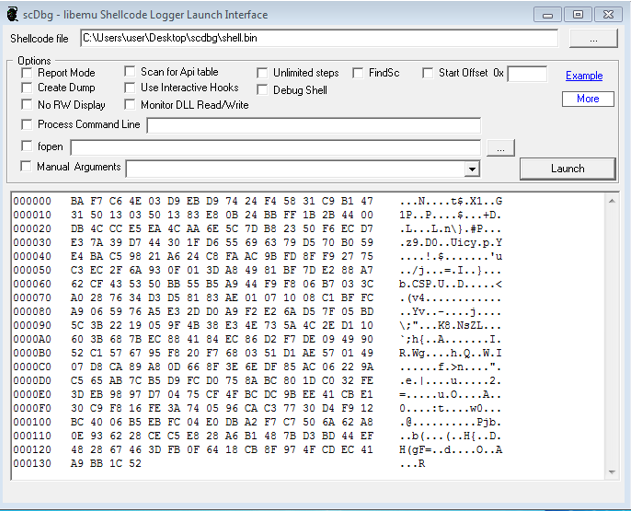 scDbg - libemu Shellcode Logger Launch Interface
Shellcode file C:\Users\user\Desktop\scdbg\shell.bin ...
Options
Report Mode Scan for Api table Unlimited steps FindSc Start Offset 0x Example
Create Dump Use Interactive Hooks Debug Shell
No RW Display Monitor DLL Read/Write More
Process Command Line
fopen ...
Manual Arguments Launch
000000 BA F7 C6 4E 03 D9 EB D9 74 24 F4 58 31 C9 B1 47 ...N....t$.X1..G
000010 31 50 13 03 50 13 83 E8 0B 24 BB FF 1B 2B 44 00 1P..P....$...+D.
000020 DB 4C CC E5 EA 4C AA 6E 5C 7D B8 23 50 F6 EC D7 .L...L.n\}.#P...
000030 E3 7A 39 D7 44 30 1F D6 55 69 63 79 D5 70 B0 59 .z9.D0..Uicy.p.Y
000040 E4 BA C5 98 21 A6 24 C8 FA AC 9B FD 8F F9 27 75 ....!.$.......'u
000050 C3 EC 2F 6A 93 0F 01 3D A8 49 81 BF 7D E2 88 A7 ../j...=.I..}...
000060 62 CF 43 53 50 BB 55 B5 A9 44 F9 F8 06 B7 03 3C b.CSP.U..D.....<
000070 A0 28 76 34 D3 D5 81 83 AE 01 07 10 08 C1 BF FC .(v4............
000080 A9 06 59 76 A5 E3 2D D0 A9 F2 E2 6A D5 7F 05 BD ..Yv..-....j....
000090 5C 3B 22 19 05 9F 4B 38 E3 4E 73 5A 4C 2E D1 10 \;"...K8.NsZL...
0000A0 60 3B 68 7B EC 88 41 84 EC 86 D2 F7 DE 09 49 90 `;h{..A.......I.
0000B0 52 C1 57 67 95 F8 20 F7 68 03 51 D1 AE 57 01 49 R.Wg.. .h.Q..W.I
0000C0 07 D8 CA 89 A8 0D 66 8F 3E 6E DF 85 AC 06 22 9A ......f.>n....".
0000D0 C5 65 AB 7C B5 D9 FC D0 75 8A BC 80 1D C0 32 FE .e.|....u.....2.
0000E0 3D EB 98 97 D7 04 75 CF 4F BC DC 9B EE 41 CB E1 =.....u.O....A..
0000F0 30 C9 F8 16 FE 3A 74 05 96 CA C3 77 30 D4 F9 12 0....:t....w0...
000100 BC 40 06 B5 EB FC 04 E0 DB A2 F7 C7 50 6A 62 A8 .@..........Pjb.
000110 0E 93 62 28 CE C5 E8 28 A6 B1 48 7B D3 BD 44 EF ..b(...(..H{..D.
000120 48 28 67 46 3D FB 0F 64 18 CB 8F 97 4F CD EC 41 H(gF=..d....O..A
000130 A9 BB 1C 52 ...R